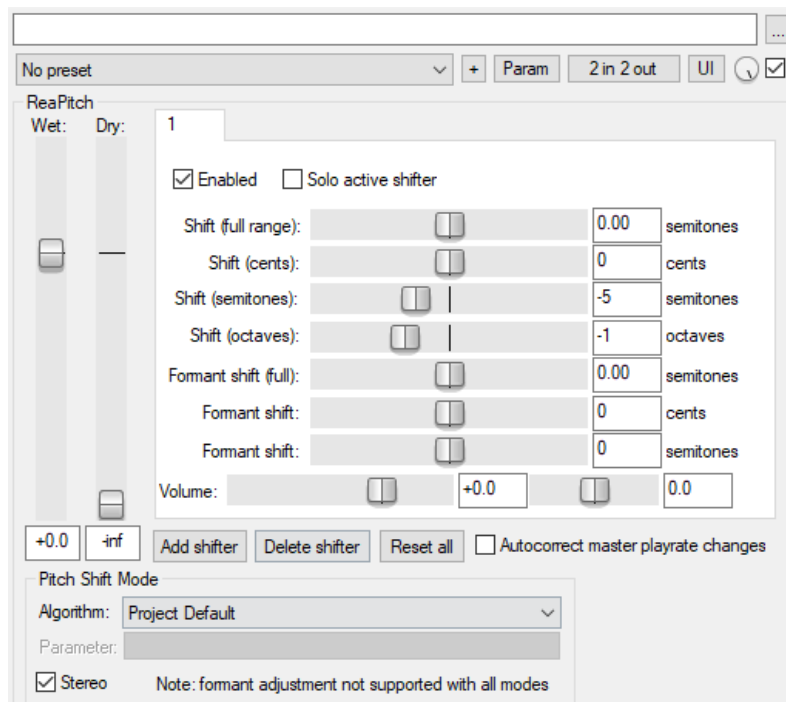 ...
No preset + Param 2 in 2 out UI
ReaPitch
Wet: Dry: 1
Enabled Solo active shifter
Shift (full range): 0.00 semitones
Shift (cents): 0 cents
Shift (semitones): -5 semitones
Shift (octaves): -1 octaves
Formant shift (full): 0.00 semitones
Formant shift: 0 cents
Formant shift: 0 semitones
Volume: +0.0 0.0
+0.0 -inf Add shifter Delete shifter Reset all Autocorrect master playrate changes
Pitch Shift Mode
Algorithm: Project Default
Parameter:
Stereo Note: formant adjustment not supported with all modes